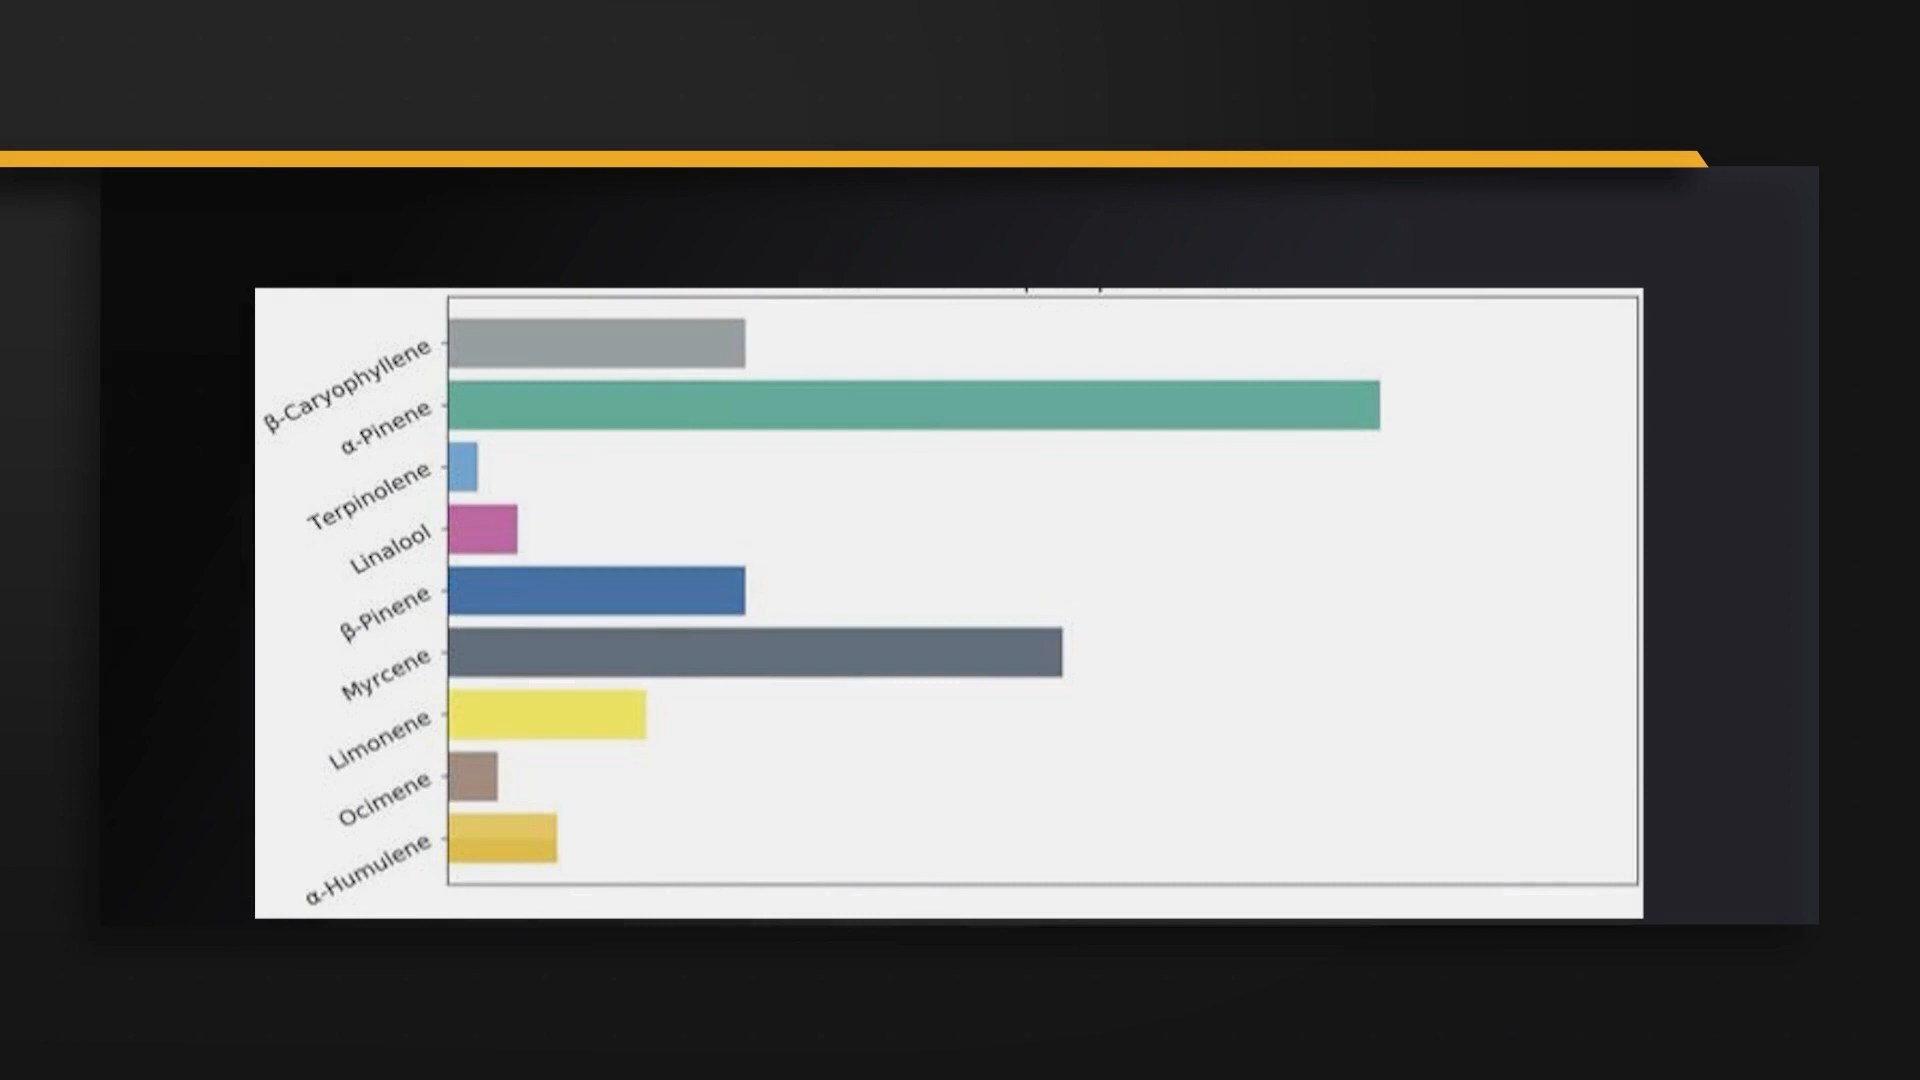 β-Caryophyllene
α-Pinene
Terpinolene
Linalool
β-Pinene
Myrcene
Limonene
Ocimene
α-Humulene